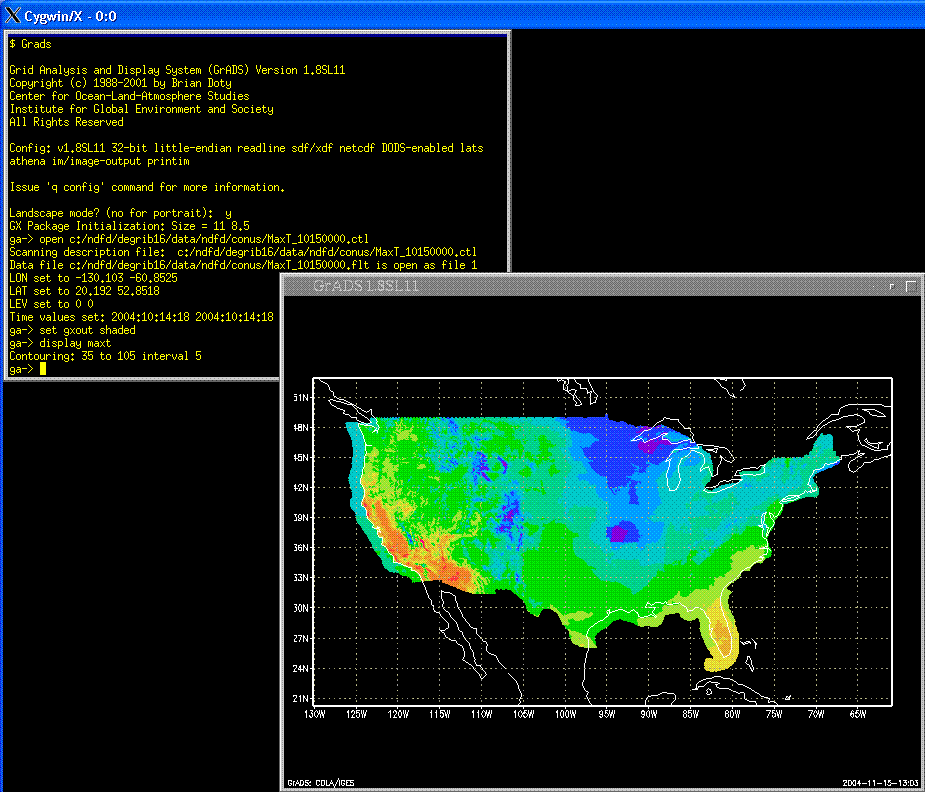 Cygwin/X - 0:0
$ Grads
Grid Analysis and Display System (GrADS) Version 1.8SL11
Copyright (c) 1988-2001 by Brian Doty
Center for Ocean-Land-Atmosphere Studies
Institute for Global Environment and Society
All Rights Reserved
Config: v1.8SL11 32-bit little-endian readline sdf/xdf netcdf DODS-enabled lats
athena im/image-output printim
Issue 'q config' command for more information.
Landscape mode? (no for portrait):  y
GX Package Initialization: Size = 11 8.5
ga-> open c:/ndfd/degrib16/data/ndfd/conus/MaxT_10150000.ctl
Scanning description file:  c:/ndfd/degrib16/data/ndfd/conus/MaxT_10150000.ctl
Data file c:/ndfd/degrib16/data/ndfd/conus/MaxT_10150000.flt is open as file 1
LON set to -130.103 -60.8525
LAT set to 20.192 52.8518
LEV set to 0 0
Time values set: 2004:10:14:18 2004:10:14:18
ga-> set gxout shaded
ga-> display maxt
Contouring: 35 to 105 interval 5
ga->
GrADS 1.8SL11
51N
48N
45N
42N
39N
36N
33N
30N
27N
24N
21N
130W 125W 120W 115W 110W 105W 100W 95W 90W 85W 80W 75W 70W 65W
GrADS: COLA/IGES
2004-11-15-13:03